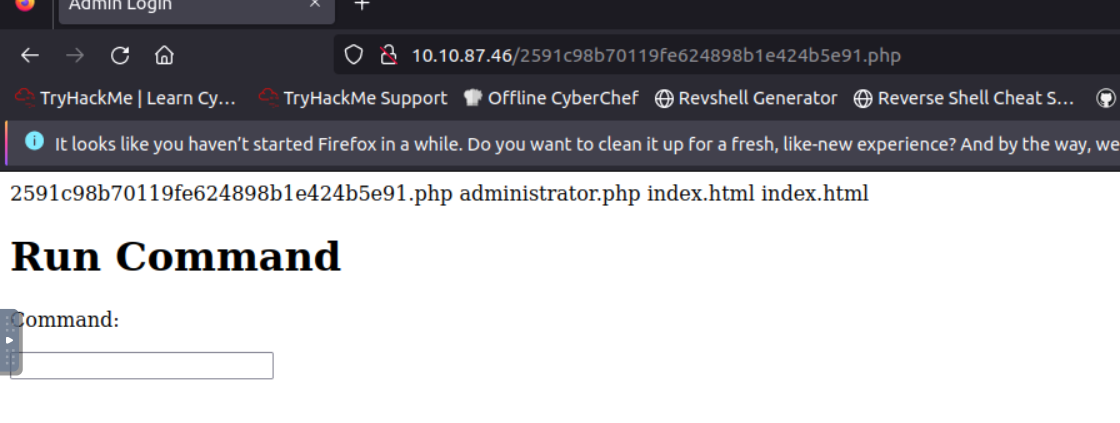 Admin Login
10.10.87.46/2591c98b70119fe624898b1e424b5e91.php
TryHackMe | Learn Cy… TryHackMe Support Offline CyberChef Revshell Generator Reverse Shell Cheat S…
It looks like you haven’t started Firefox in a while. Do you want to clean it up for a fresh, like-new experience? And by the way, we
2591c98b70119fe624898b1e424b5e91.php administrator.php index.html index.html
Run Command
Command: